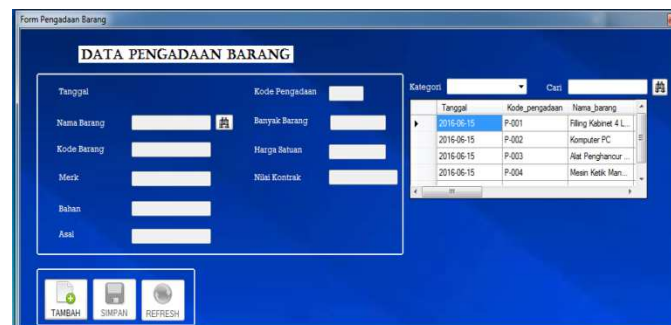 Form Pengadaan Barang
DATA PENGADAAN BARANG
Tanggal
Kode Pengadaan
Nama Barang
Banyak Barang
Kode Barang
Harga Satuan
Merk
Nilai Kontrak
Bahan
Asal
Kategori
Cari
Tanggal Kode_pengadaan Nama_barang
2016-06-15 P-001 Filling Kabinet 4 L...
2016-06-15 P-002 Komputer PC
2016-06-15 P-003 Alat Penghancur ...
2016-06-15 P-004 Mesin Ketik Man...
TAMBAH SIMPAN REFRESH